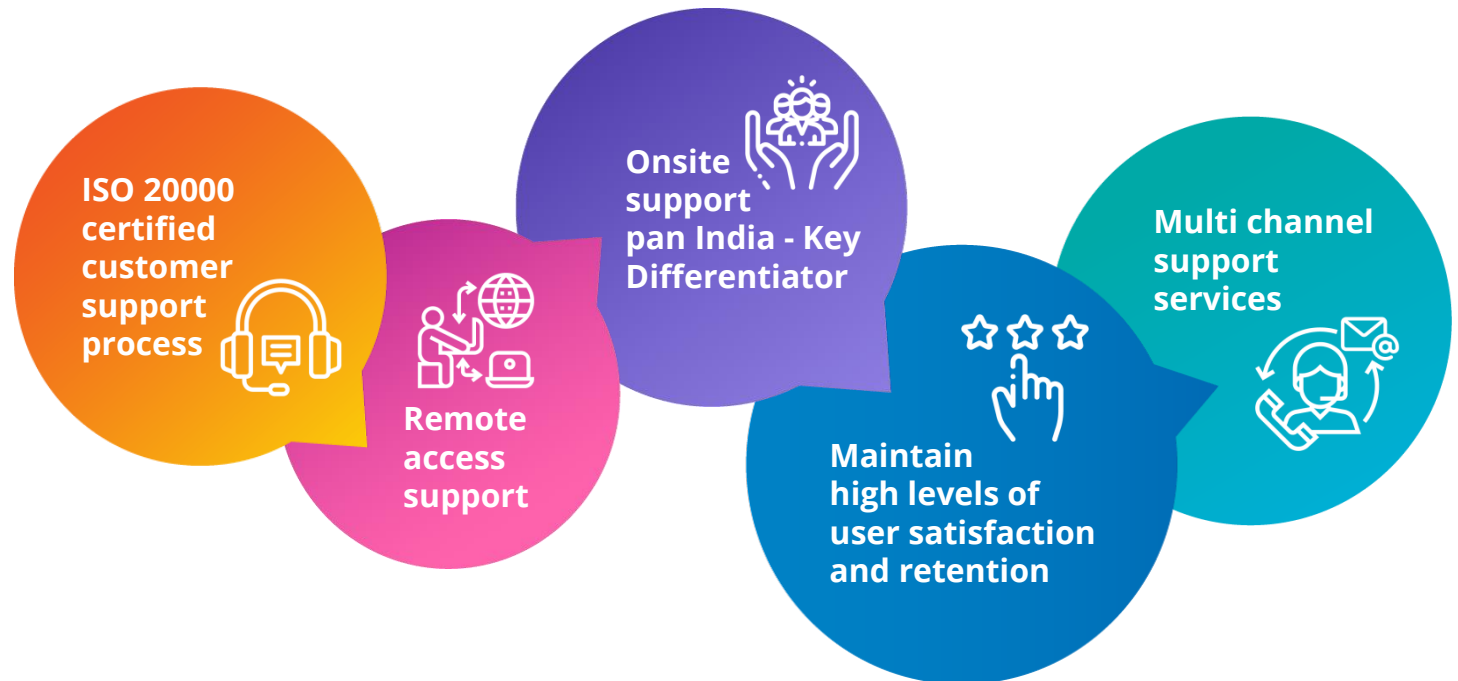 ISO 20000
certified
customer
support
process
Remote
access
support
Onsite
support
pan India - Key
Differentiator
Maintain
high levels of
user satisfaction
and retention
Multi channel
support
services